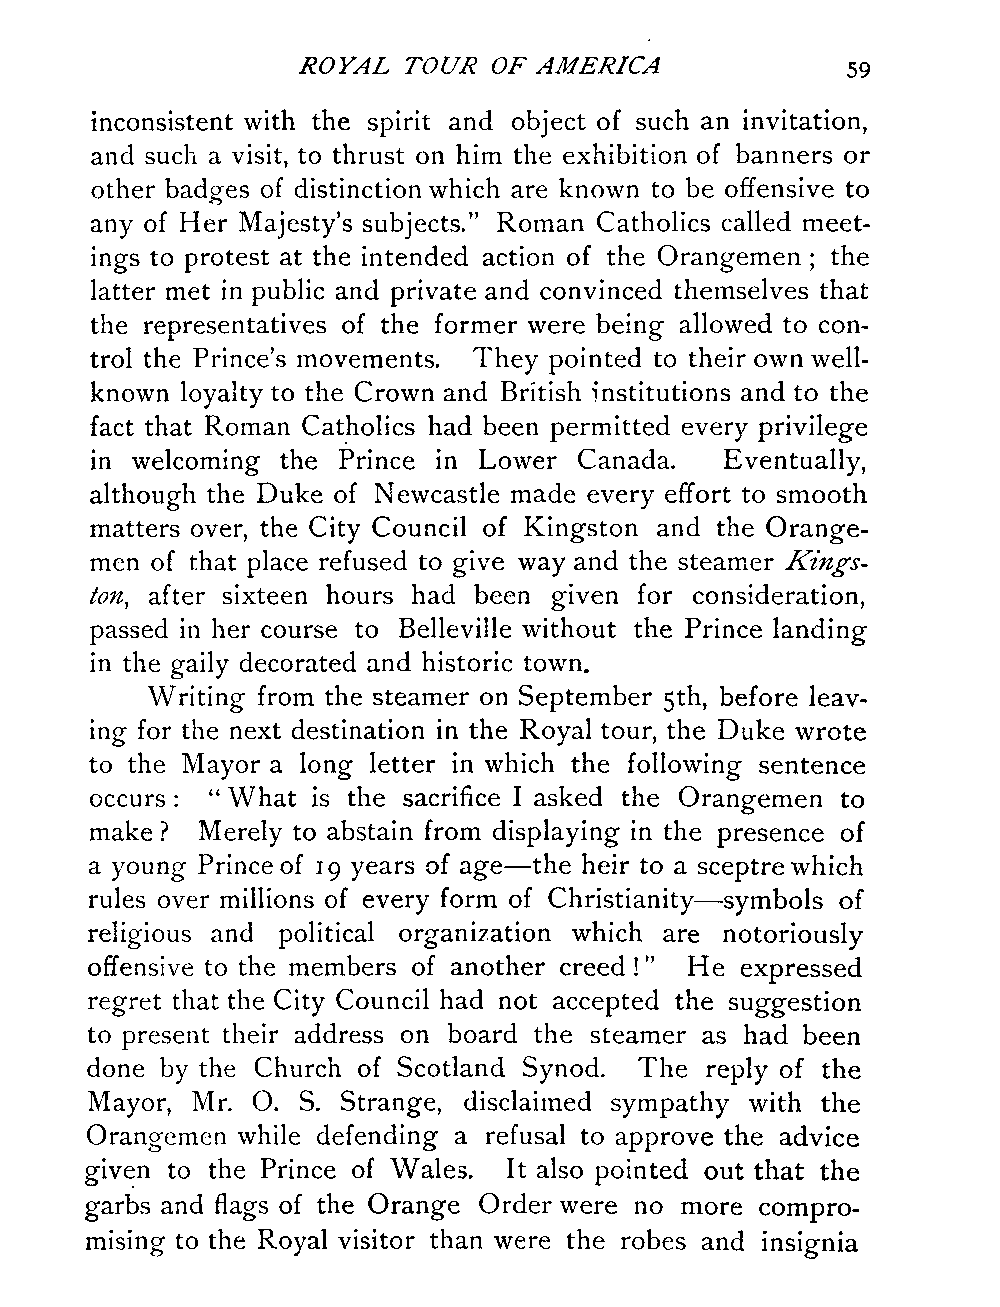 ROYAL TOUR OF AMERICA 59
inconsistent with the spirit and object of such an invitation,
and such a visit, to thrust on him the exhibition of banners or
other badges of distinction which are known to be offensive to
any of Her Majesty's subjects." Roman Catholics called meet-
ings to protest at the intended action of the Orangemen; the
latter met in public and private and convinced themselves that
the representatives of the former were being allowed to con-
trol the Prince's movements. They pointed to their own well-
known loyalty to the Crown and British institutions and to the
fact that Roman Catholics had been permitted every privilege
in welcoming the Prince in Lower Canada. Eventually,
although the Duke of Newcastle made every effort to smooth
matters over, the City Council of Kingston and the Orange-
men of that place refused to give way and the steamer Kings-
ton, after sixteen hours had been given for consideration,
passed in her course to Belleville without the Prince landing
in the gaily decorated and historic town.
Writing from the steamer on September 5th, before leav-
ing for the next destination in the Royal tour, the Duke wrote
to the Mayor a long letter in which the following sentence
occurs: "What is the sacrifice I asked the Orangemen to
make? Merely to abstain from displaying in the presence of
a young Prince of 19 years of age—the heir to a sceptre which
rules over millions of every form of Christianity—symbols of
religious and political organization which are notoriously
offensive to the members of another creed!" He expressed
regret that the City Council had not accepted the suggestion
to present their address on board the steamer as had been
done by the Church of Scotland Synod. The reply of the
Mayor, Mr. O. S. Strange, disclaimed sympathy with the
Orangemen while defending a refusal to approve the advice
given to the Prince of Wales. It also pointed out that the
garbs and flags of the Orange Order were no more compro-
mising to the Royal visitor than were the robes and insignia